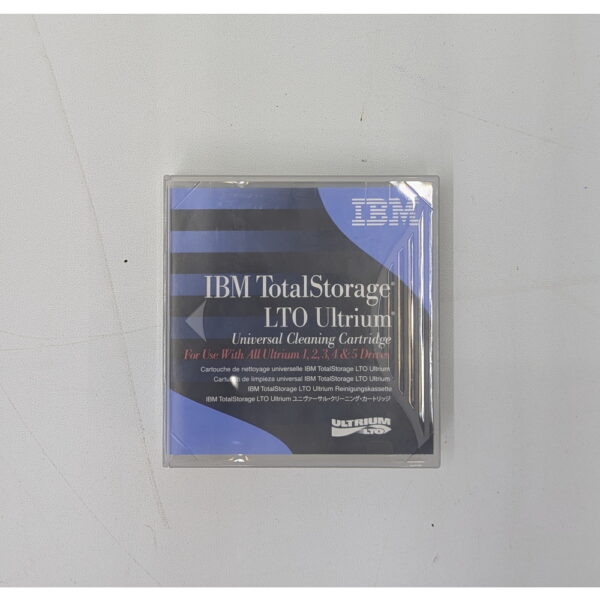 IBM
IBM TotalStorage®
LTO Ultrium®
Universal Cleaning Cartridge
For Use With All Ultrium 1, 2, 3, 4 & 5 Drives
Cartouche de nettoyage universelle IBM TotalStorage LTO Ultrium
Cartucho de limpieza universal IBM TotalStorage LTO Ultrium
IBM TotalStorage LTO Ultrium Reinigungskassette
IBM TotalStorage LTO Ultrium ユニヴァーサル・クリーニング・カートリッジ
ULTRIUM
LTO